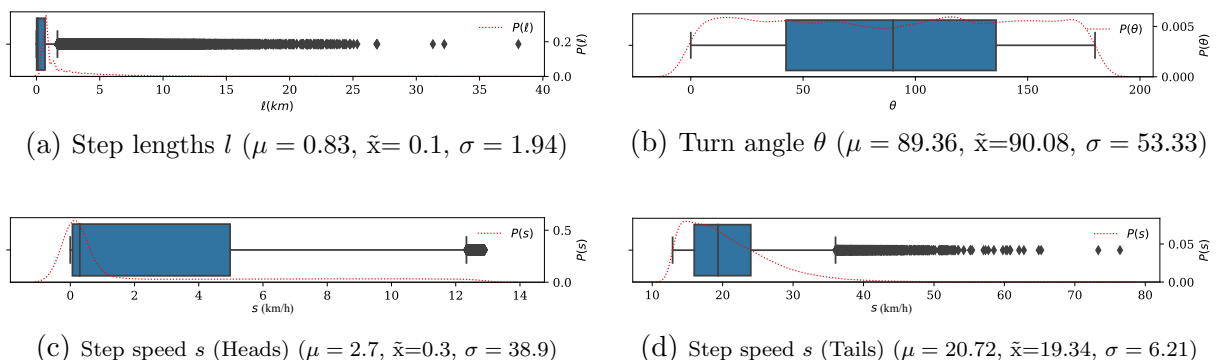 P(ℓ)
0.2
0.0
P(ℓ)
0 5 10 15 20 25 30 35 40
ℓ(km)
(a) Step lengths l (μ = 0.83, x̃= 0.1, σ = 1.94)
P(θ)
0.005
0.000
P(θ)
0 50 100 150 200
θ
(b) Turn angle θ (μ = 89.36, x̃=90.08, σ = 53.33)
P(s)
0.5
0.0
P(s)
0 2 4 6 8 10 12 14
s (km/h)
(c) Step speed s (Heads) (μ = 2.7, x̃=0.3, σ = 38.9)
P(s)
0.05
0.00
P(s)
10 20 30 40 50 60 70 80
s (km/h)
(d) Step speed s (Tails) (μ = 20.72, x̃=19.34, σ = 6.21)